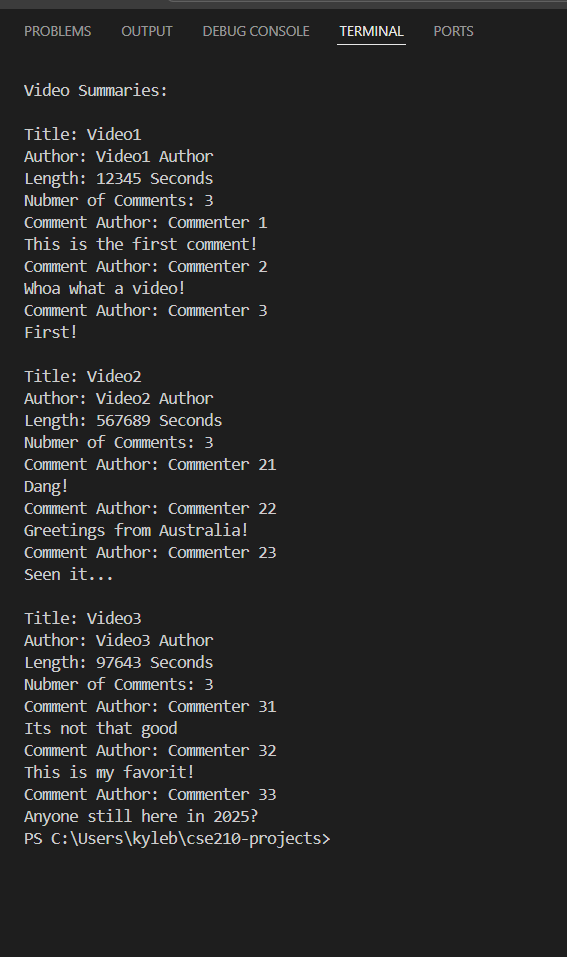 PROBLEMS OUTPUT DEBUG CONSOLE TERMINAL PORTS
Video Summaries:
Title: Video1
Author: Video1 Author
Length: 12345 Seconds
Nubmer of Comments: 3
Comment Author: Commenter 1
This is the first comment!
Comment Author: Commenter 2
Whoa what a video!
Comment Author: Commenter 3
First!
Title: Video2
Author: Video2 Author
Length: 567689 Seconds
Nubmer of Comments: 3
Comment Author: Commenter 21
Dang!
Comment Author: Commenter 22
Greetings from Australia!
Comment Author: Commenter 23
Seen it...
Title: Video3
Author: Video3 Author
Length: 97643 Seconds
Nubmer of Comments: 3
Comment Author: Commenter 31
Its not that good
Comment Author: Commenter 32
This is my favorit!
Comment Author: Commenter 33
Anyone still here in 2025?
PS C:\Users\kyleb\cse210-projects>